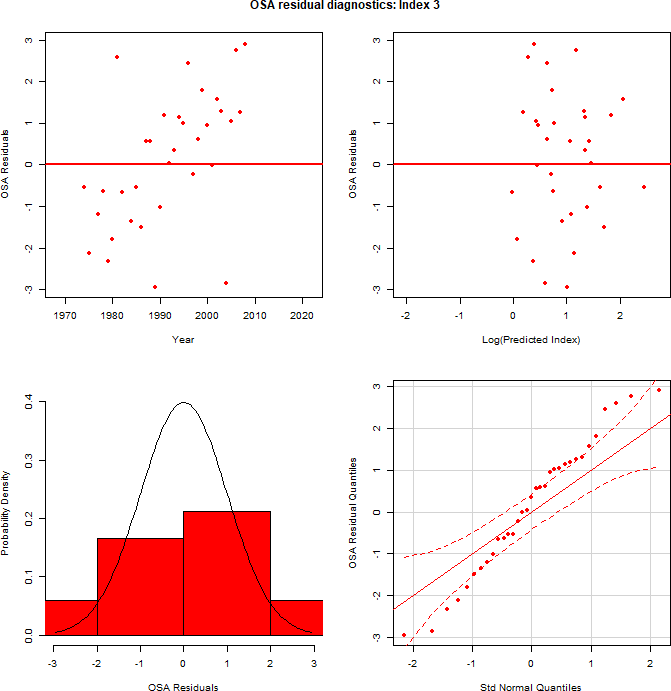 OSA residual diagnostics: Index 3
OSA Residuals
3
2
1
0
-1
-2
-3
1970 1980 1990 2000 2010 2020
Year
OSA Residuals
3
2
1
0
-1
-2
-3
-2 -1 0 1 2
Log(Predicted Index)
Probability Density
0.4
0.3
0.2
0.1
0.0
-3 -2 -1 0 1 2 3
OSA Residuals
OSA Residual Quantiles
3
2
1
0
-1
-2
-3
-2 -1 0 1 2
Std Normal Quantiles